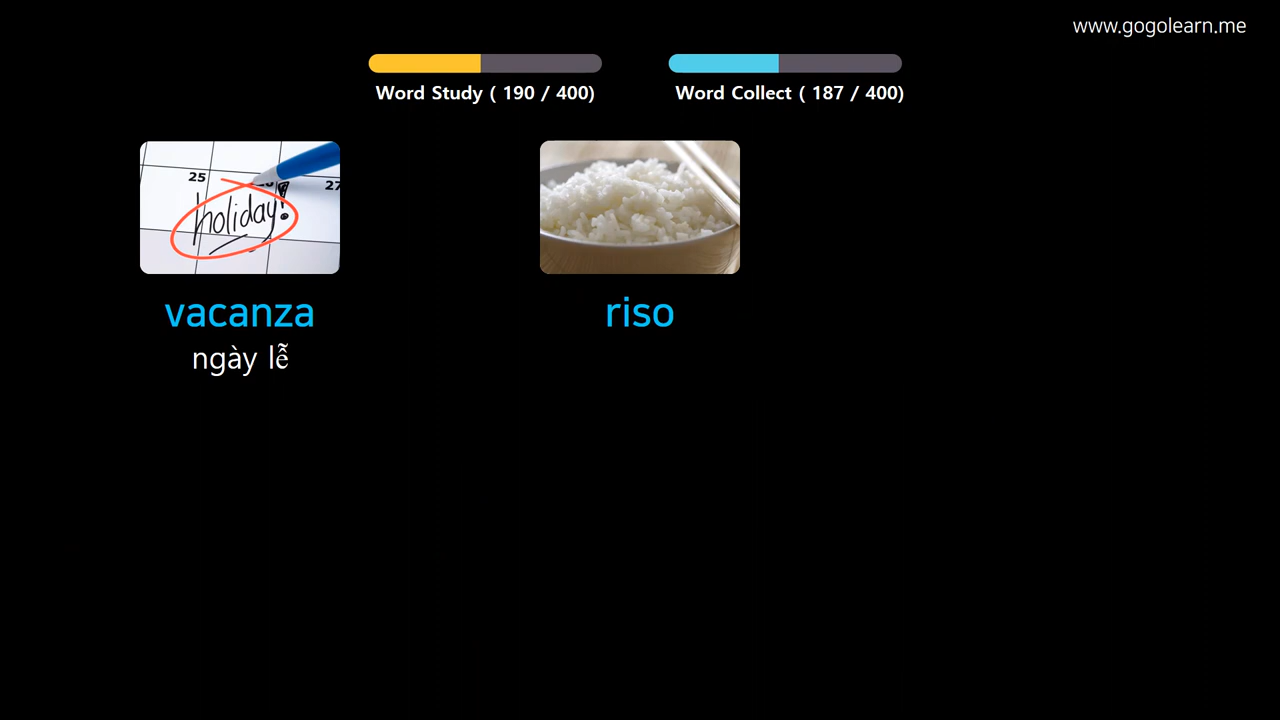 www.gogolearn.me
Word Study ( 190 / 400)
Word Collect ( 187 / 400)
25
27
holiday!
vacanza
riso
ngày lễ